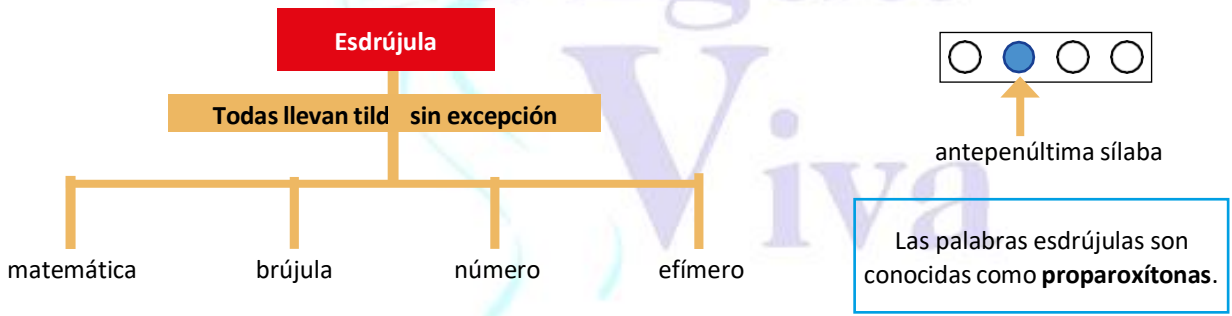 Esdrújula
Todas llevan tild sin excepción
matemática
brújula
número
efímero
antepenúltima sílaba
Las palabras esdrújulas son
conocidas como proparoxítonas.
Viva